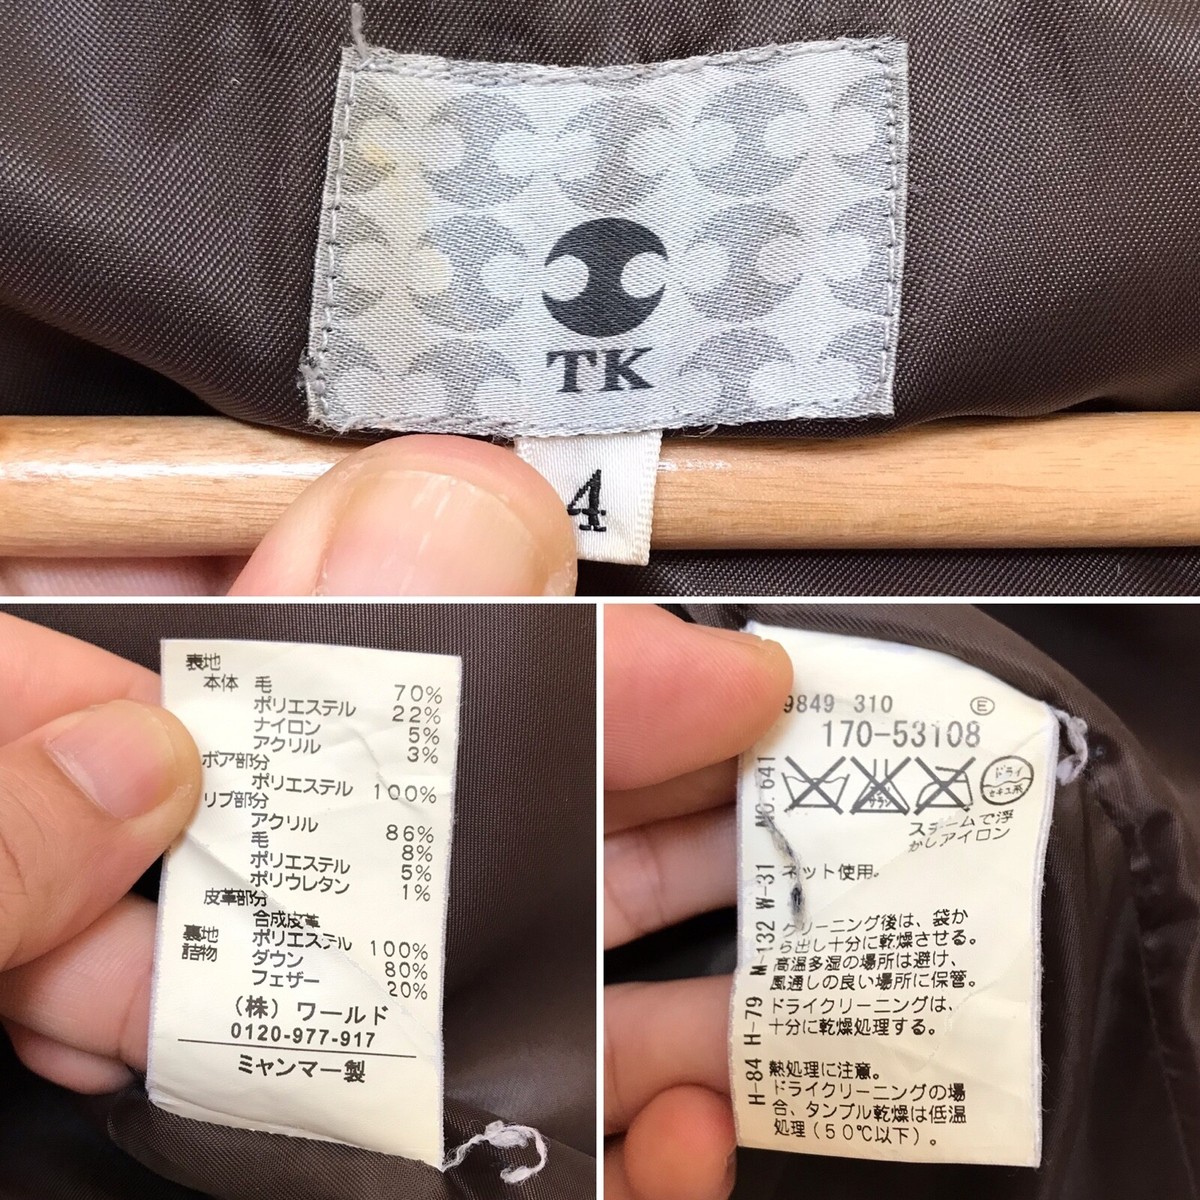 TK
4
表地
本体 毛 70%
ポリエステル 22%
ナイロン 5%
アクリル 3%
ボア部分
ポリエステル 100%
リブ部分
アクリル 86%
毛 8%
ポリエステル 5%
ポリウレタン 1%
皮革部分
合成皮革
裏地 ポリエステル 100%
詰物 ダウン 80%
フェザー 20%
(株) ワールド
0120-977-917
ミャンマー製
9849 310 E
170-53108
エンソサラシ
ドライ
セキユ系
スチームで浮
かしアイロン
ネット使用。
クリーニング後は、袋か
ら出し十分に乾燥させる。
高温多湿の場所は避け、
風通しの良い場所に保管。
ドライクリーニングは、
十分に乾燥処理する。
熱処理に注意。
ドライクリーニングの場
合、タンブル乾燥は低温
処理(50℃以下)。
H-84 H-79 M-132 W-31 NO.641